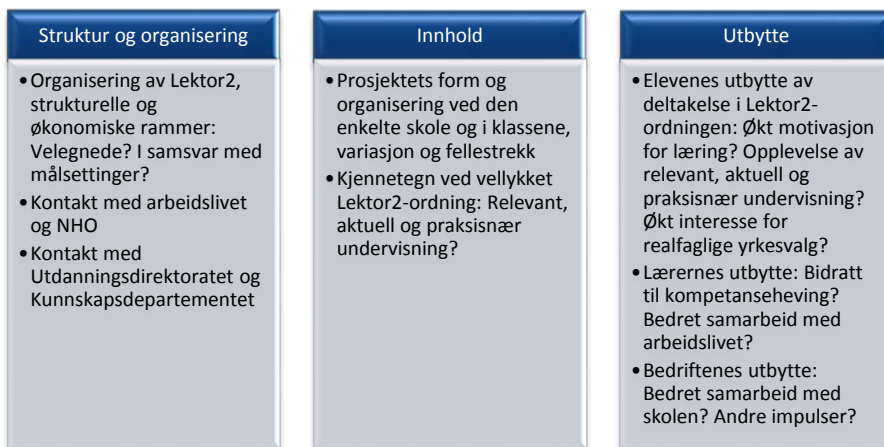 Struktur og organisering
• Organisering av Lektor2,
strukturelle og
økonomiske rammer:
Velegnede? I samsvar med
målsettinger?
• Kontakt med arbeidslivet
og NHO
• Kontakt med
Utdanningsdirektoratet og
Kunnskapsdepartementet
Innhold
• Prosjektets form og
organisering ved den
enkelte skole og i klassene,
variasjon og fellestrekk
• Kjennetegn ved vellykket
Lektor2-ordning: Relevant,
aktuell og praksisnær
undervisning?
Utbytte
• Elevenes utbytte av
deltakelse i Lektor2-
ordningen: Økt motivasjon
for læring? Opplevelse av
relevant, aktuell og
praksisnær undervisning?
Økt interesse for
realfaglige yrkesvalg?
• Lærernes utbytte: Bidratt
til kompetanseheving?
Bedret samarbeid med
arbeidslivet?
• Bedriftenes utbytte:
Bedret samarbeid med
skolen? Andre impulser?